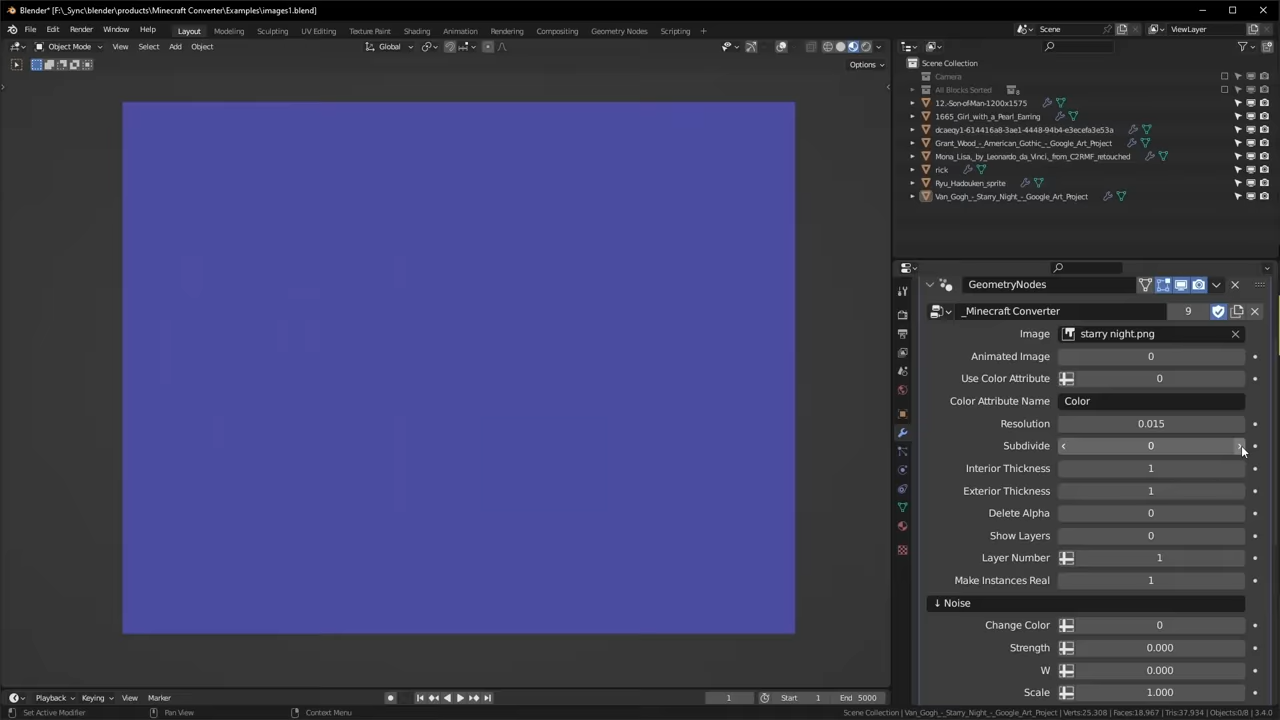 Blender* [F:\_Sync\blender\products\Minecraft Converter\Examples\images1.blend]
File Edit Render Window Help Layout Modeling Sculpting UV Editing Texture Paint Shading Animation Rendering Compositing Geometry Nodes Scripting + Scene ViewLayer
Object Mode View Select Add Object Global
Options
Scene Collection
Camera
All Blocks Sorted
12.-Son-of-Man-1200x1575
1665_Girl_with_a_Pearl_Earring
dcaeqy1-614416a8-3ae1-4448-94b4-e3ecefa3e53a
Grant_Wood_-_American_Gothic_-_Google_Art_Project
Mona_Lisa,_by_Leonardo_da_Vinci,_from_C2RMF_retouched
rick
Ryu_Hadouken_sprite
Van_Gogh_-_Starry_Night_-_Google_Art_Project
GeometryNodes
_Minecraft Converter 9
Image starry night.png
Animated Image 0
Use Color Attribute 0
Color Attribute Name Color
Resolution 0.015
Subdivide 0
Interior Thickness 1
Exterior Thickness 1
Delete Alpha 0
Show Layers 0
Layer Number 1
Make Instances Real 1
↓ Noise
Change Color 0
Strength 0.000
W 0.000
Scale 1.000
Playback Keying View Marker 1 Start 1 End 5000
Set Active Modifier Pan View Context Menu Scene Collection | Van_Gogh_-_Starry_Night_-_Google_Art_Project | Verts:25,308 | Faces:18,967 | Tris:37,934 | Objects:0/8 | 3.4.0